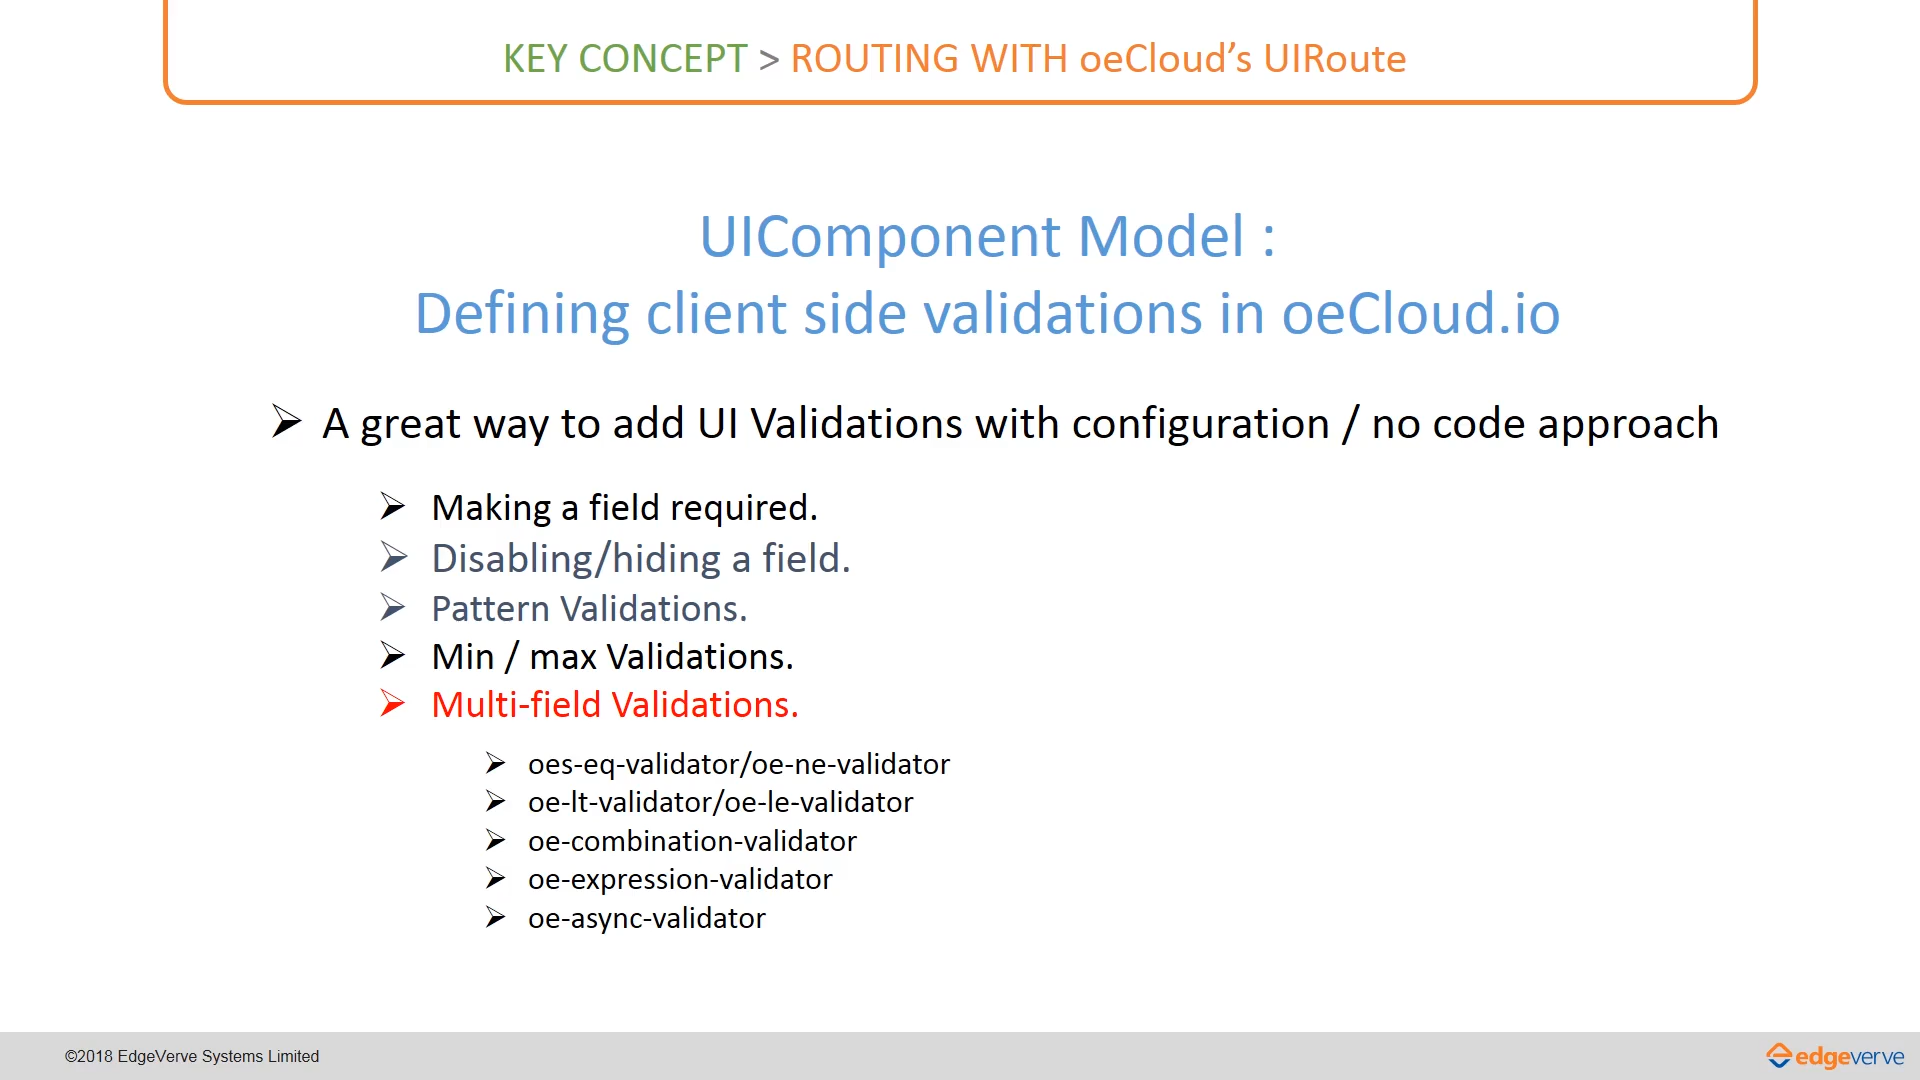 KEY CONCEPT > ROUTING WITH oeCloud’s UIRoute
UIComponent Model :
Defining client side validations in oeCloud.io
A great way to add UI Validations with configuration / no code approach
Making a field required.
Disabling/hiding a field.
Pattern Validations.
Min / max Validations.
Multi-field Validations.
oes-eq-validator/oe-ne-validator
oe-lt-validator/oe-le-validator
oe-combination-validator
oe-expression-validator
oe-async-validator
©2018 EdgeVerve Systems Limited
edgeverve